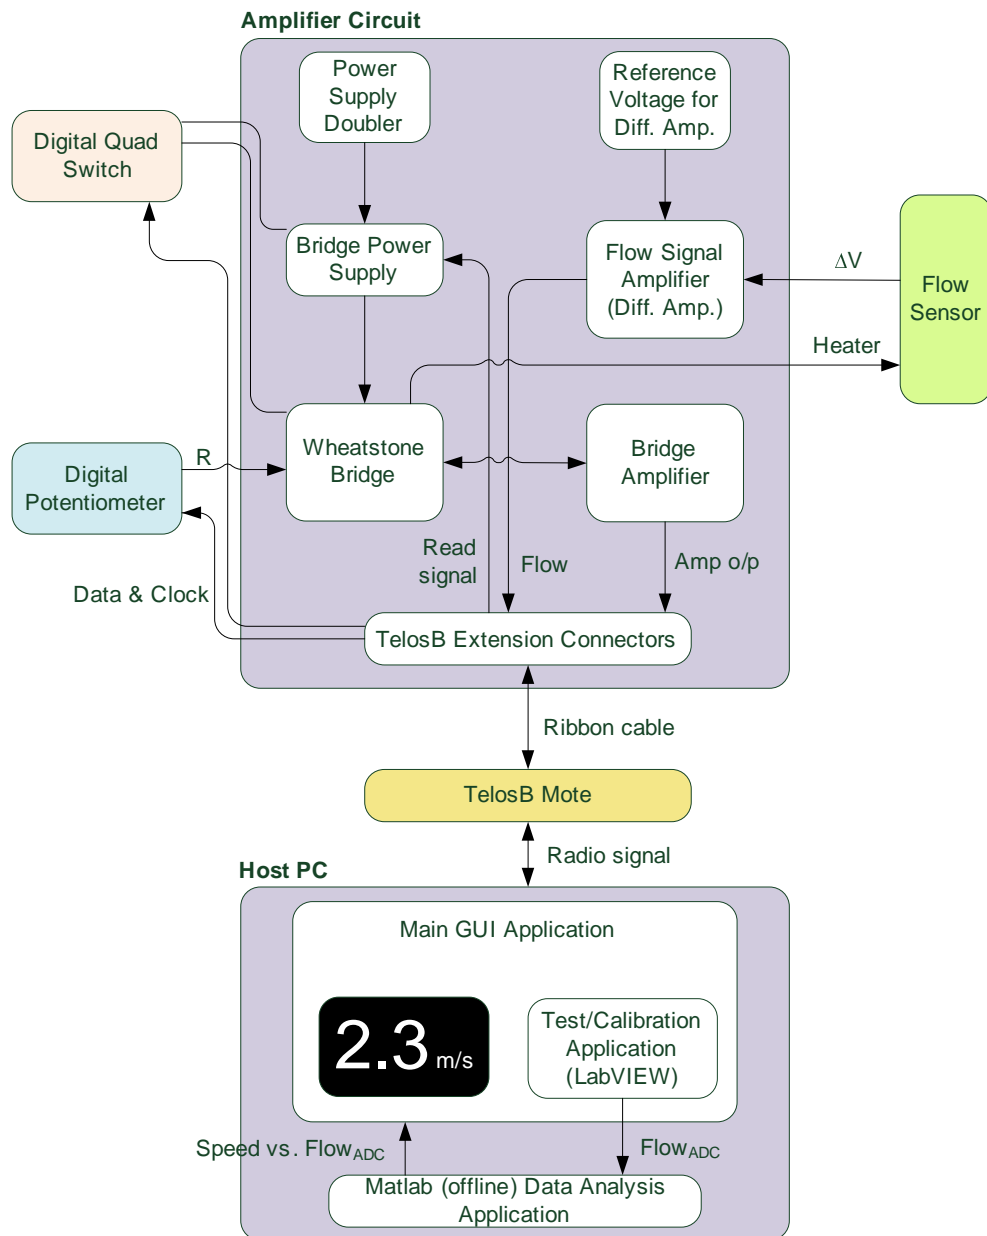 Amplifier Circuit
Power
Supply
Doubler
Reference
Voltage for
Diff. Amp.
Digital Quad
Switch
Bridge Power
Supply
Flow Signal
Amplifier
(Diff. Amp.)
ΔV
Flow
Sensor
Heater
Wheatstone
Bridge
Bridge
Amplifier
R
Digital
Potentiometer
Read
signal
Flow
Amp o/p
Data & Clock
TelosB Extension Connectors
Ribbon cable
TelosB Mote
Radio signal
Host PC
Main GUI Application
2.3 m/s
Test/Calibration
Application
(LabVIEW)
Speed vs. FlowADC
FlowADC
Matlab (offline) Data Analysis
Application